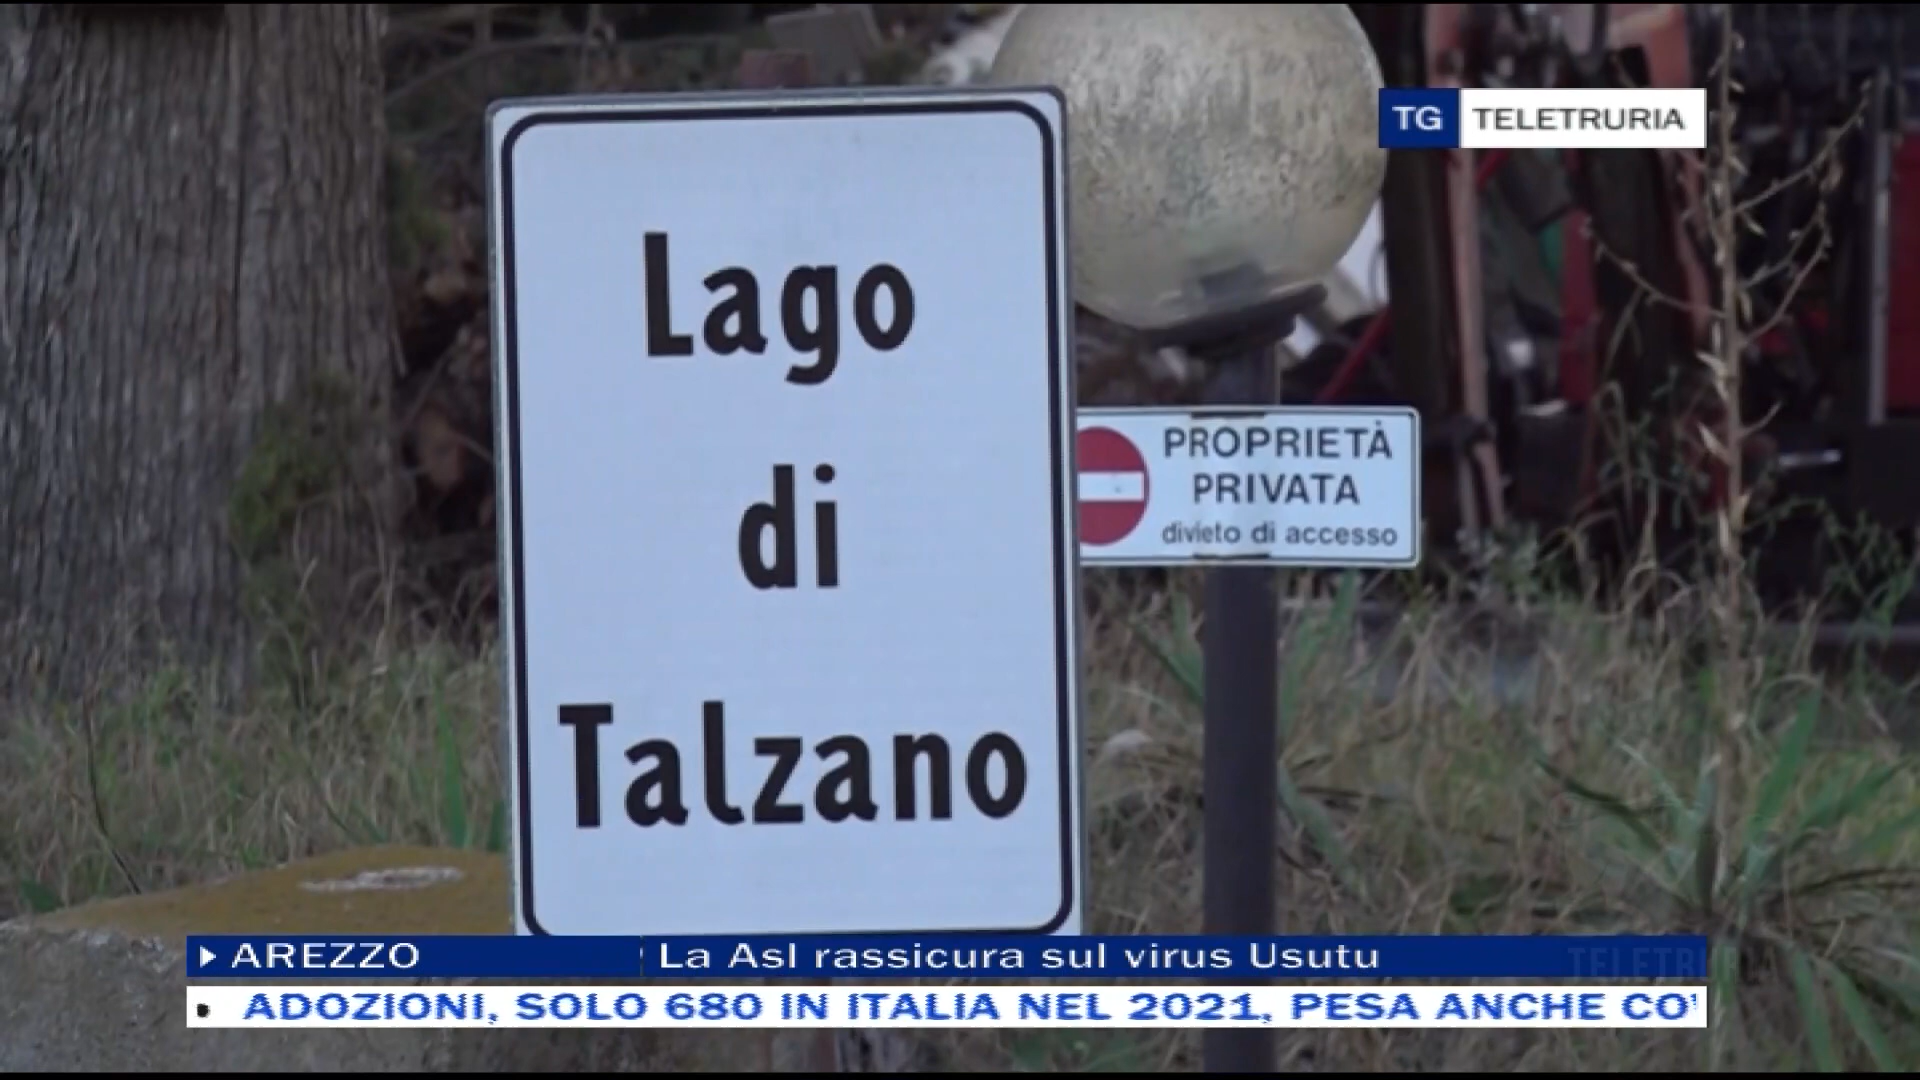 TG TELETRURIA
Lago
di
Talzano
PROPRIETÀ
PRIVATA
divieto di accesso
AREZZO La Asl rassicura sul virus Usutu
• ADOZIONI, SOLO 680 IN ITALIA NEL 2021, PESA ANCHE